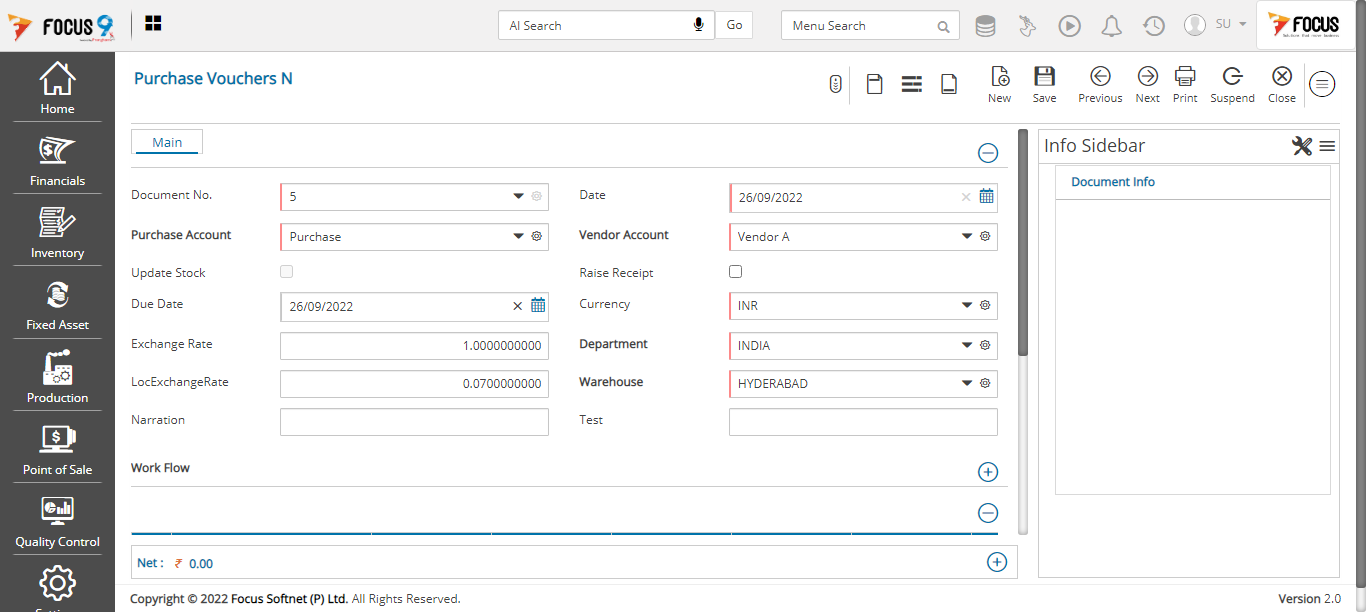 FOCUS 9
AI Search
Go
Menu Search
SU
FOCUS
Home
Financials
Inventory
Fixed Asset
Production
Point of Sale
Quality Control
Purchase Vouchers N
New
Save
Previous
Next
Print
Suspend
Close
Main
Document No.
5
Date
26/09/2022
Purchase Account
Purchase
Vendor Account
Vendor A
Update Stock
Raise Receipt
Due Date
26/09/2022
Currency
INR
Exchange Rate
1.0000000000
Department
INDIA
LocExchangeRate
0.0700000000
Warehouse
HYDERABAD
Narration
Test
Work Flow
Net : ₹ 0.00
Info Sidebar
Document Info
Copyright © 2022 Focus Softnet (P) Ltd. All Rights Reserved.
Version 2.0